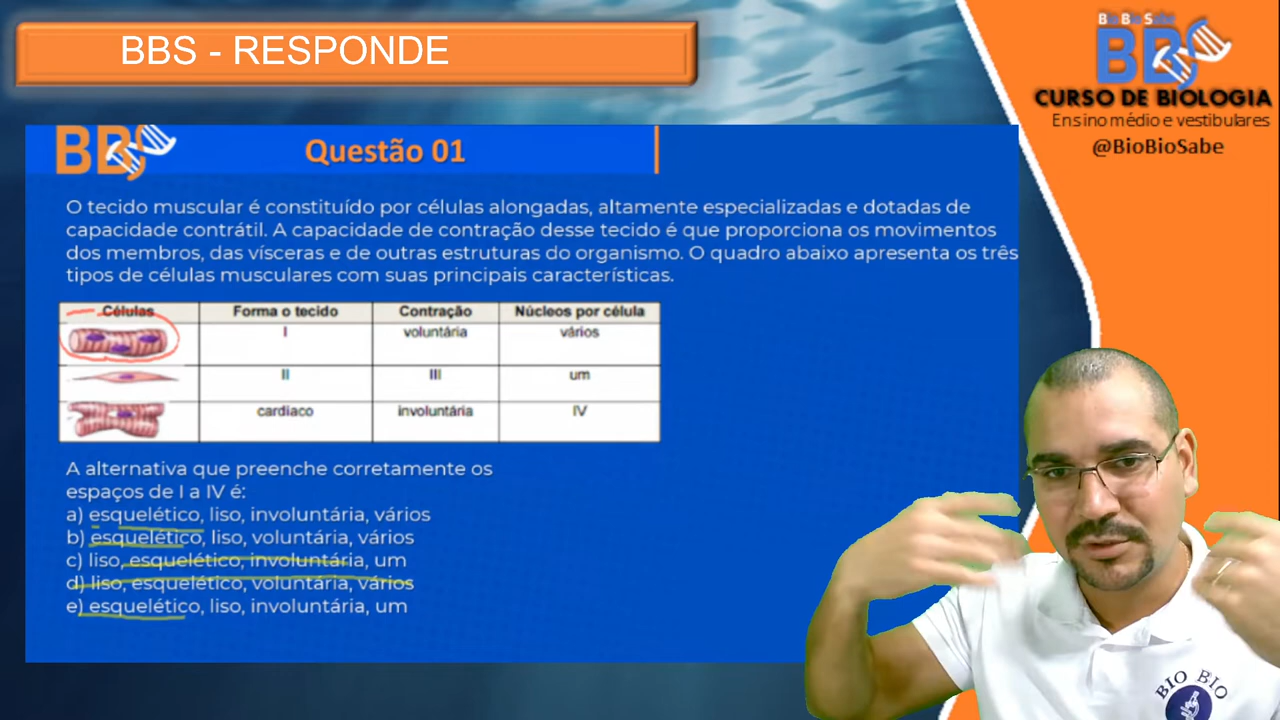 BBS - RESPONDE
Bio Bio Sabe
BBS
CURSO DE BIOLOGIA
Ensino médio e vestibulares
@BioBioSabe
BBS
Questão 01
O tecido muscular é constituído por células alongadas, altamente especializadas e dotadas de
capacidade contrátil. A capacidade de contração desse tecido é que proporciona os movimentos
dos membros, das vísceras e de outras estruturas do organismo. O quadro abaixo apresenta os três
tipos de células musculares com suas principais características.
Células Forma o tecido Contração Núcleos por célula
I voluntária vários
II III um
cardiaco involuntária IV
A alternativa que preenche corretamente os
espaços de I a IV é:
a) esquelético, liso, involuntária, vários
b) esquelético, liso, voluntária, vários
c) liso, esquelético, involuntária, um
d) liso, esquelético, voluntária, vários
e) esquelético, liso, involuntária, um
BIO BIO